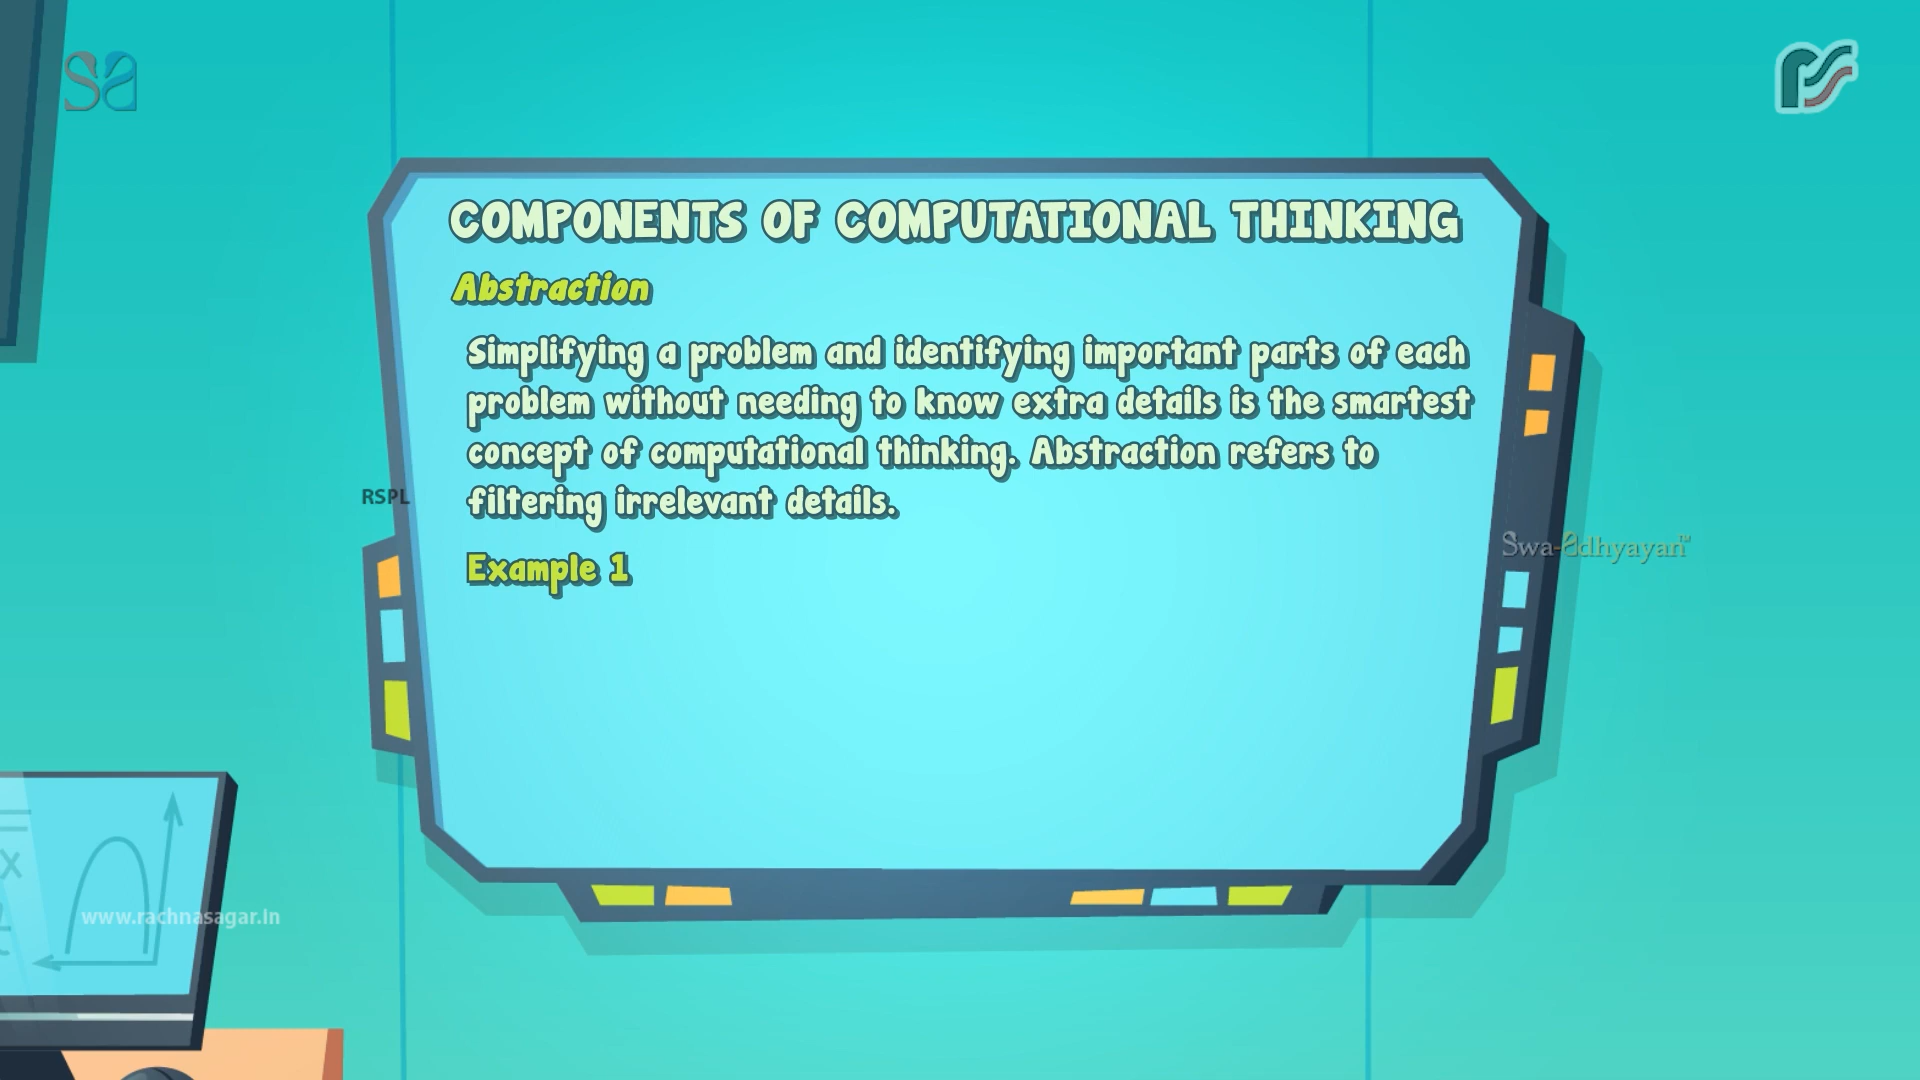 sa
COMPONENTS OF COMPUTATIONAL THINKING
Abstraction
Simplifying a problem and identifying important parts of each
problem without needing to know extra details is the smartest
concept of computational thinking. Abstraction refers to
filtering irrelevant details.
RSPL
Swa-adhyayan™
Example 1
www.rachnasagar.in